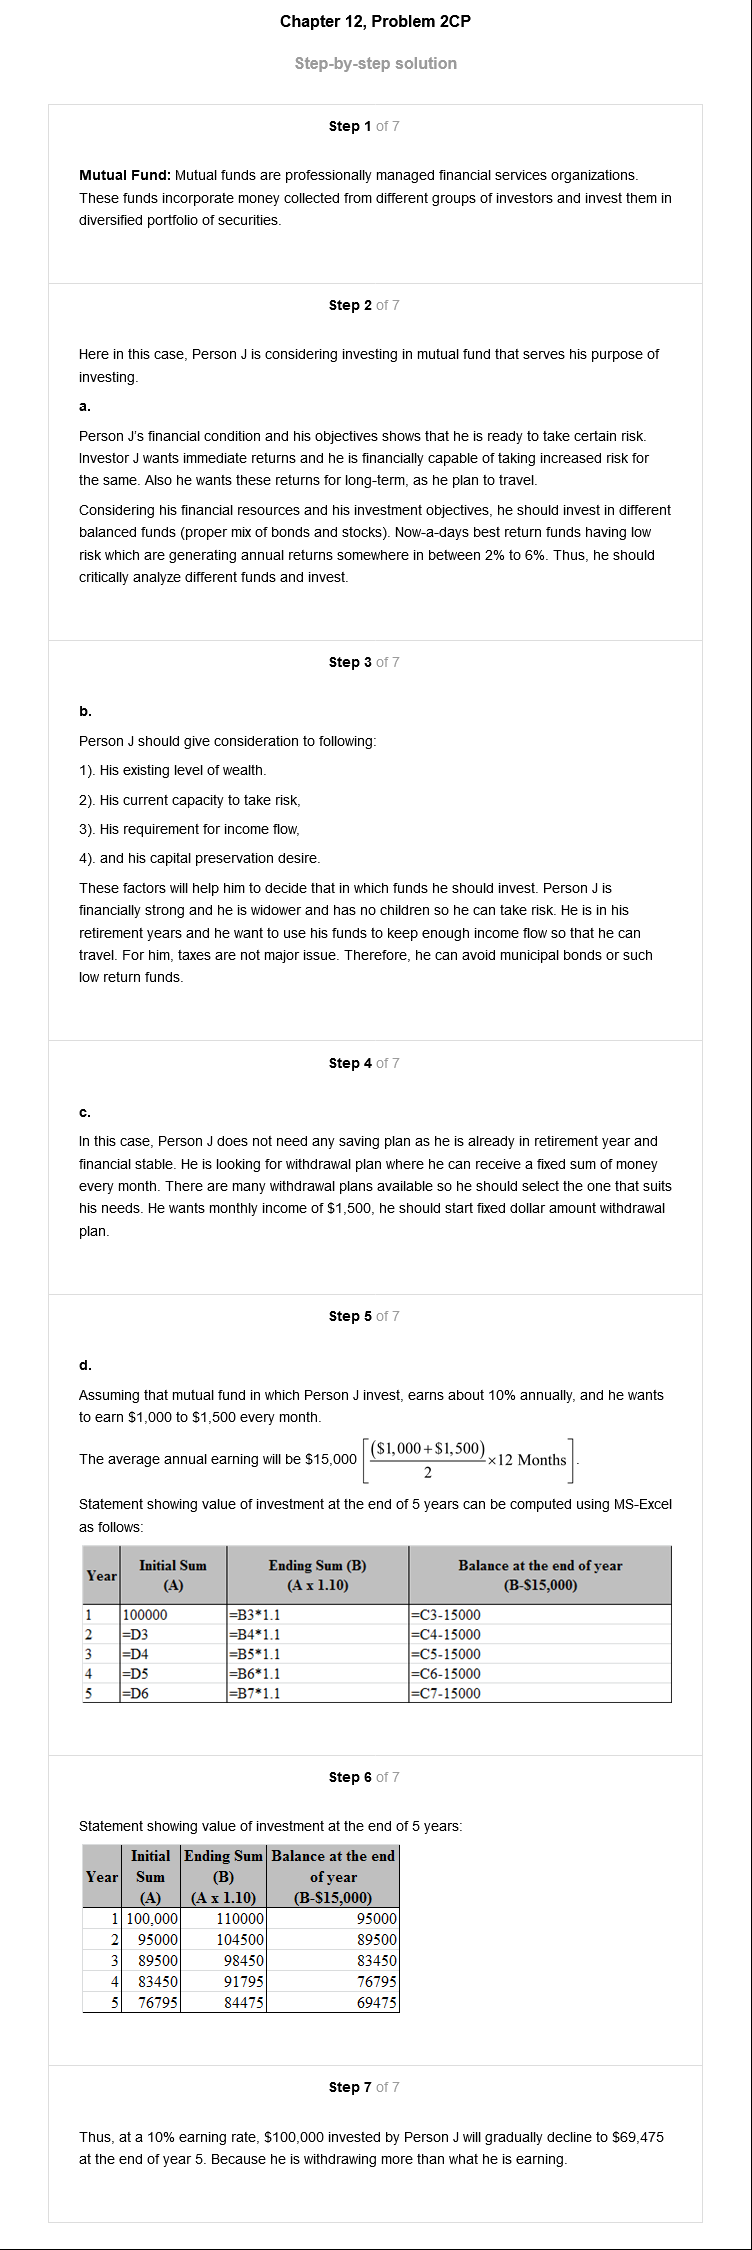 Chapter 12, Problem 2CP
Step-by-step solution
Step 1 of 7
Mutual Fund: Mutual funds are professionally managed financial services organizations.
These funds incorporate money collected from different groups of investors and invest them in
diversified portfolio of securities.
Step 2 of 7
Here in this case, Person J is considering investing in mutual fund that serves his purpose of
investing.
a.
Person J's financial condition and his objectives shows that he is ready to take certain risk.
Investor J wants immediate returns and he is financially capable of taking increased risk for
the same. Also he wants these returns for long-term, as he plan to travel.
Considering his financial resources and his investment objectives, he should invest in different
balanced funds (proper mix of bonds and stocks). Now-a-days best return funds having low
risk which are generating annual returns somewhere in between 2% to 6%. Thus, he should
critically analyze different funds and invest.
Step 3 of 7
b.
Person J should give consideration to following:
1). His existing level of wealth.
2). His current capacity to take risk,
3). His requirement for income flow,
4). and his capital preservation desire.
These factors will help him to decide that in which funds he should invest. Person J is
financially strong and he is widower and has no children so he can take risk. He is in his
retirement years and he want to use his funds to keep enough income flow so that he can
travel. For him, taxes are not major issue. Therefore, he can avoid municipal bonds or such
low return funds.
Step 4 of 7
c.
In this case, Person J does not need any saving plan as he is already in retirement year and
financial stable. He is looking for withdrawal plan where he can receive a fixed sum of money
every month. There are many withdrawal plans available so he should select the one that suits
his needs. He wants monthly income of $1,500, he should start fixed dollar amount withdrawal
plan.
Step 5 of 7
d.
Assuming that mutual fund in which Person J invest, earns about 10% annually, and he wants
to earn $1,000 to $1,500 every month.
The average annual earning will be $15,000 [($1,000+$1,500)/2 ×12 Months].
Statement showing value of investment at the end of 5 years can be computed using MS-Excel
as follows:
Year Initial Sum (A) Ending Sum (B) (A x 1.10) Balance at the end of year (B-$15,000)
1 100000 =B3*1.1 =C3-15000
2 =D3 =B4*1.1 =C4-15000
3 =D4 =B5*1.1 =C5-15000
4 =D5 =B6*1.1 =C6-15000
5 =D6 =B7*1.1 =C7-15000
Step 6 of 7
Statement showing value of investment at the end of 5 years:
Year Initial Sum (A) Ending Sum (B) (A x 1.10) Balance at the end of year (B-$15,000)
1 100,000 110000 95000
2 95000 104500 89500
3 89500 98450 83450
4 83450 91795 76795
5 76795 84475 69475
Step 7 of 7
Thus, at a 10% earning rate, $100,000 invested by Person J will gradually decline to $69,475
at the end of year 5. Because he is withdrawing more than what he is earning.